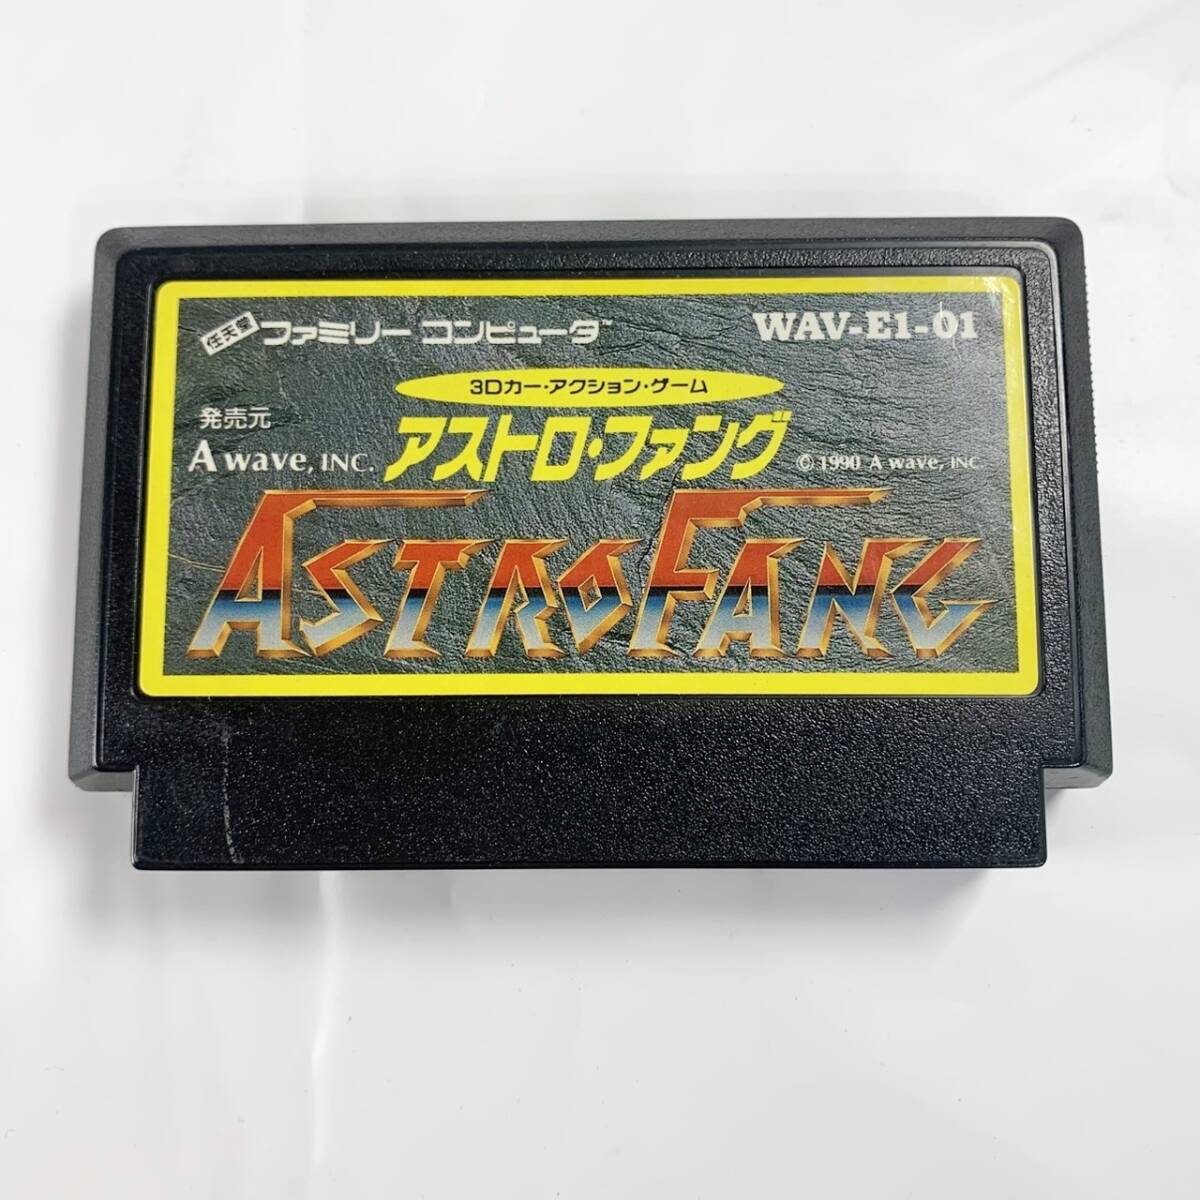 任天堂 ファミリー コンピュータ™ WAV-E1-01
3Dカー・アクション・ゲーム
発売元
A wave, INC. アストロ・ファング © 1990 A wave, INC.
ASTRO FANG